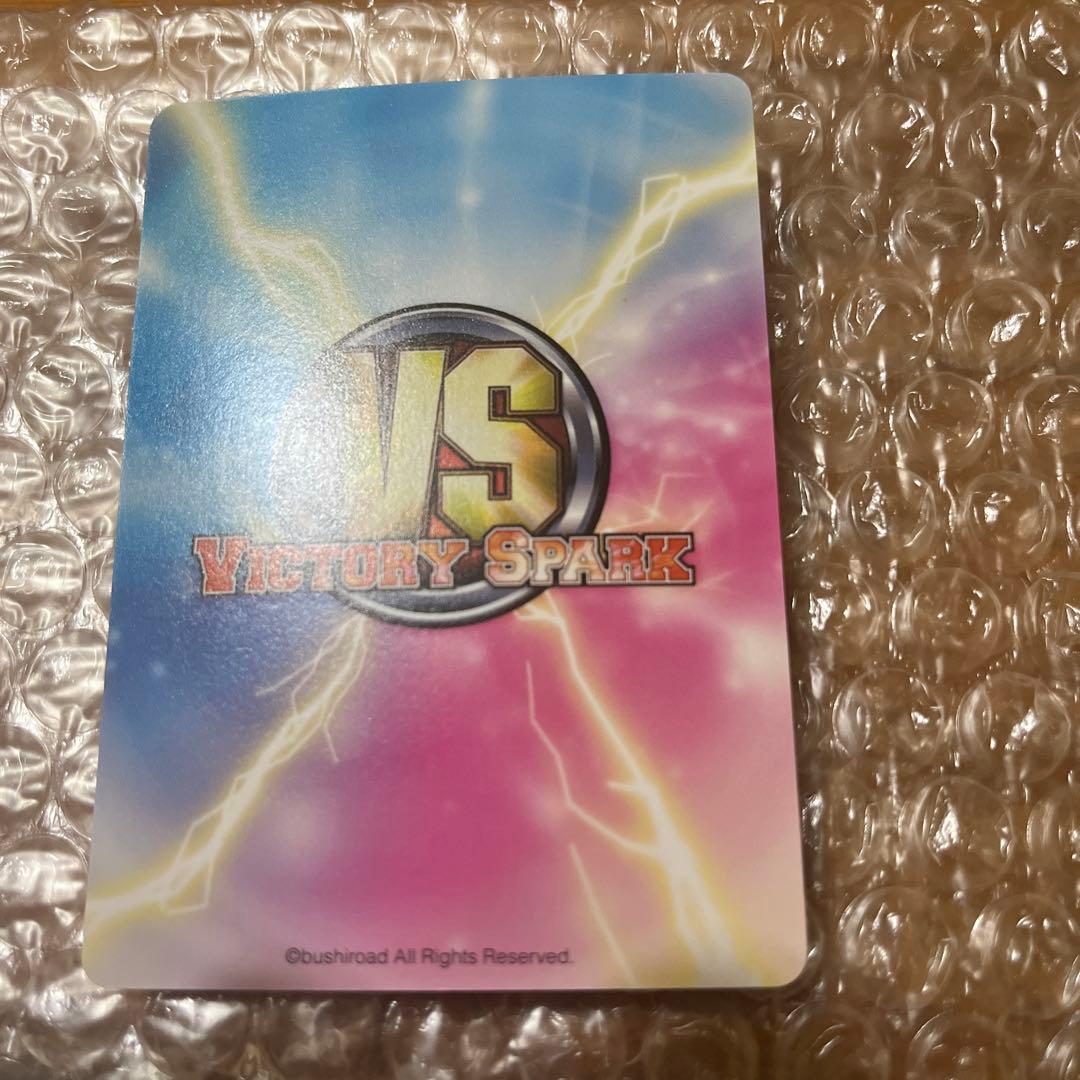 VS
VICTORY SPARK
©bushiroad All Rights Reserved.